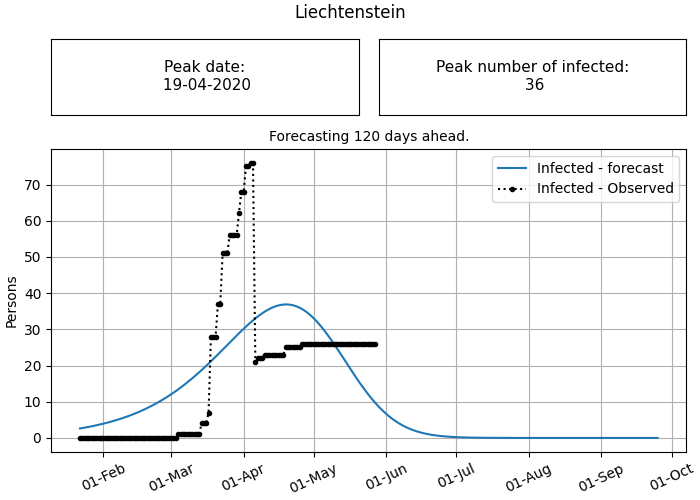 Liechtenstein
Peak date:
19-04-2020
Peak number of infected:
36
Forecasting 120 days ahead.
Infected - forecast
Infected - Observed
Persons
70
60
50
40
30
20
10
0
01-Feb
01-Mar
01-Apr
01-May
01-Jun
01-Jul
01-Aug
01-Sep
01-Oct